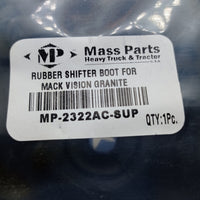 MP
Mass Parts
Heavy Truck & Tractor
RUBBER SHIFTER BOOT FOR
MACK VISION GRANITE
MP-2322AC-SUP
QTY:1Pc.